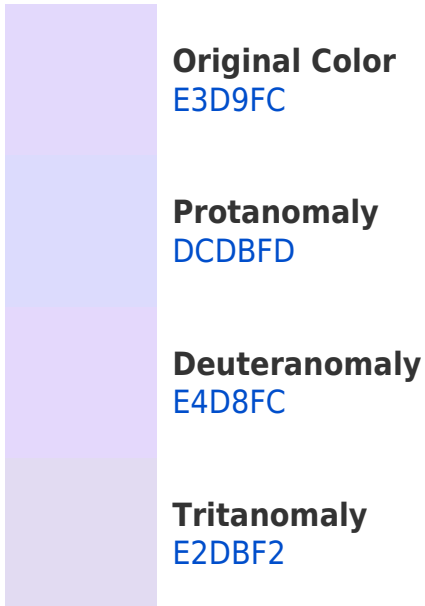 Original Color
E3D9FC
Protanomaly
DCDBFD
Deuteranomaly
E4D8FC
Tritanomaly
E2DBF2